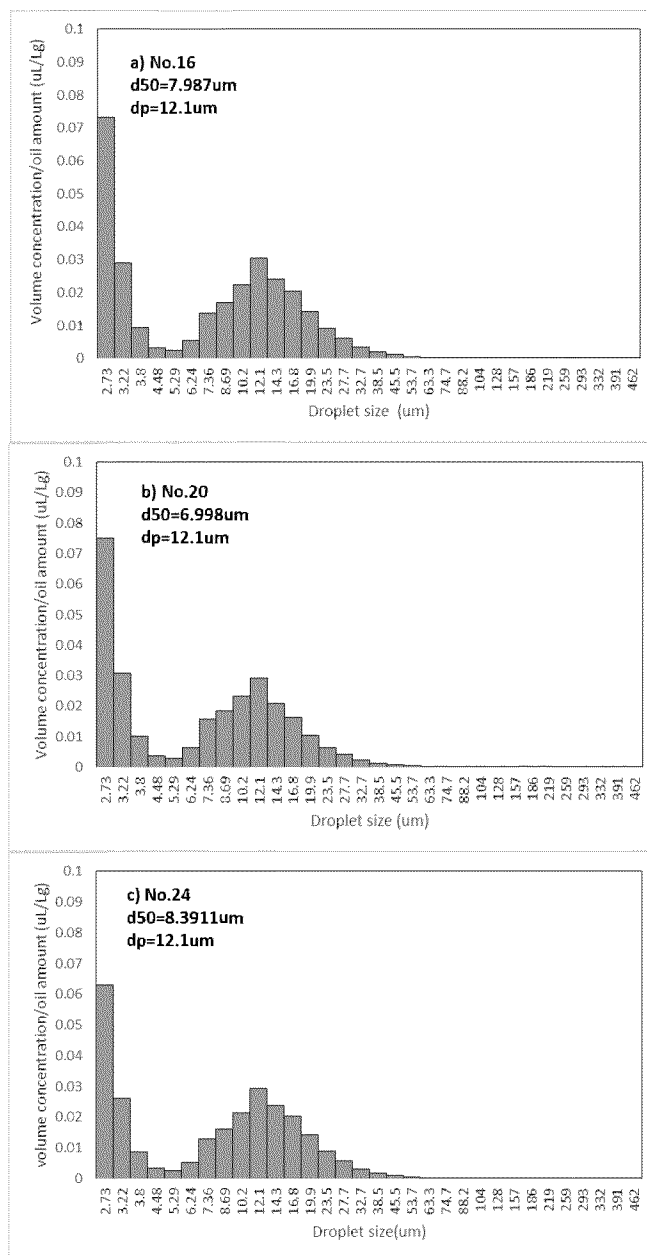 Volume concentration/oil amount (uL/Lg)
0.1
0.09
0.08
0.07
0.06
0.05
0.04
0.03
0.02
0.01
0
a) No.16
d50=7.987um
dp=12.1um
2.73 3.22 3.8 4.48 5.29 6.24 7.36 8.69 10.2 12.1 14.3 16.8 19.9 23.5 27.7 32.7 38.5 45.5 53.7 63.3 74.7 88.2 104 128 157 186 219 259 293 332 391 462
Droplet size (um)
Volume concentration/oil amount (uL/Lg)
0.1
0.09
0.08
0.07
0.06
0.05
0.04
0.03
0.02
0.01
0
b) No.20
d50=6.998um
dp=12.1um
2.73 3.22 3.8 4.48 5.29 6.24 7.36 8.69 10.2 12.1 14.3 16.8 19.9 23.5 27.7 32.7 38.5 45.5 53.7 63.3 74.7 88.2 104 128 157 186 219 259 293 332 391 462
Droplet size (um)
volume concentration/oil amount (uL/Lg)
0.1
0.09
0.08
0.07
0.06
0.05
0.04
0.03
0.02
0.01
0
c) No.24
d50=8.3911um
dp=12.1um
2.73 3.22 3.8 4.48 5.29 6.24 7.36 8.69 10.2 12.1 14.3 16.8 19.9 23.5 27.7 32.7 38.5 45.5 53.7 63.3 74.7 88.2 104 128 157 186 219 259 293 332 391 462
Droplet size(um)